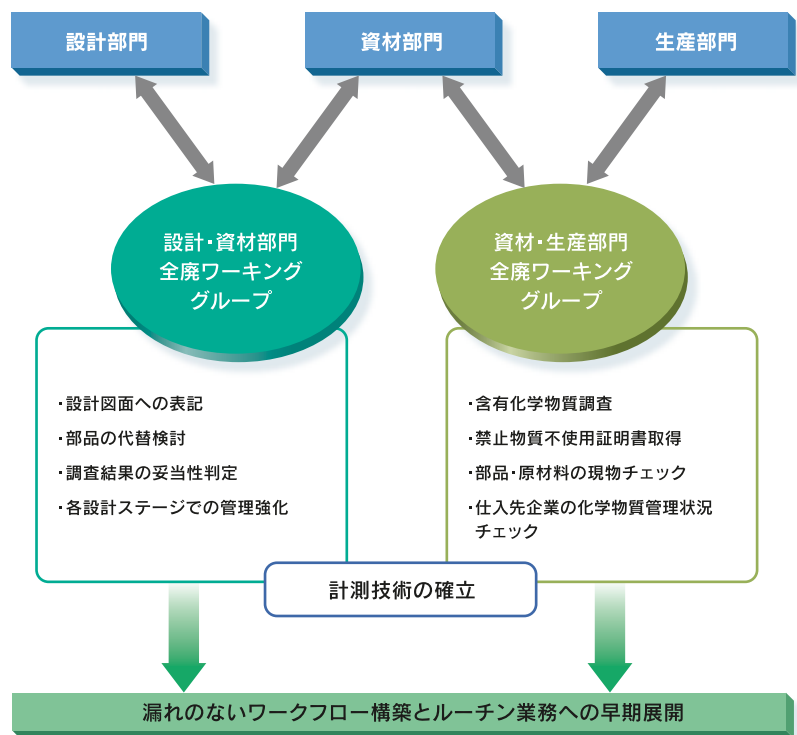 設計部門
資材部門
生産部門
設計・資材部門
全廃ワーキング
グループ
資材・生産部門
全廃ワーキング
グループ
・設計図面への表記
・部品の代替検討
・調査結果の妥当性判定
・各設計ステージでの管理強化
・含有化学物質調査
・禁止物質不使用証明書取得
・部品・原材料の現物チェック
・仕入先企業の化学物質管理状況
チェック
計測技術の確立
漏れのないワークフロー構築とルーチン業務への早期展開